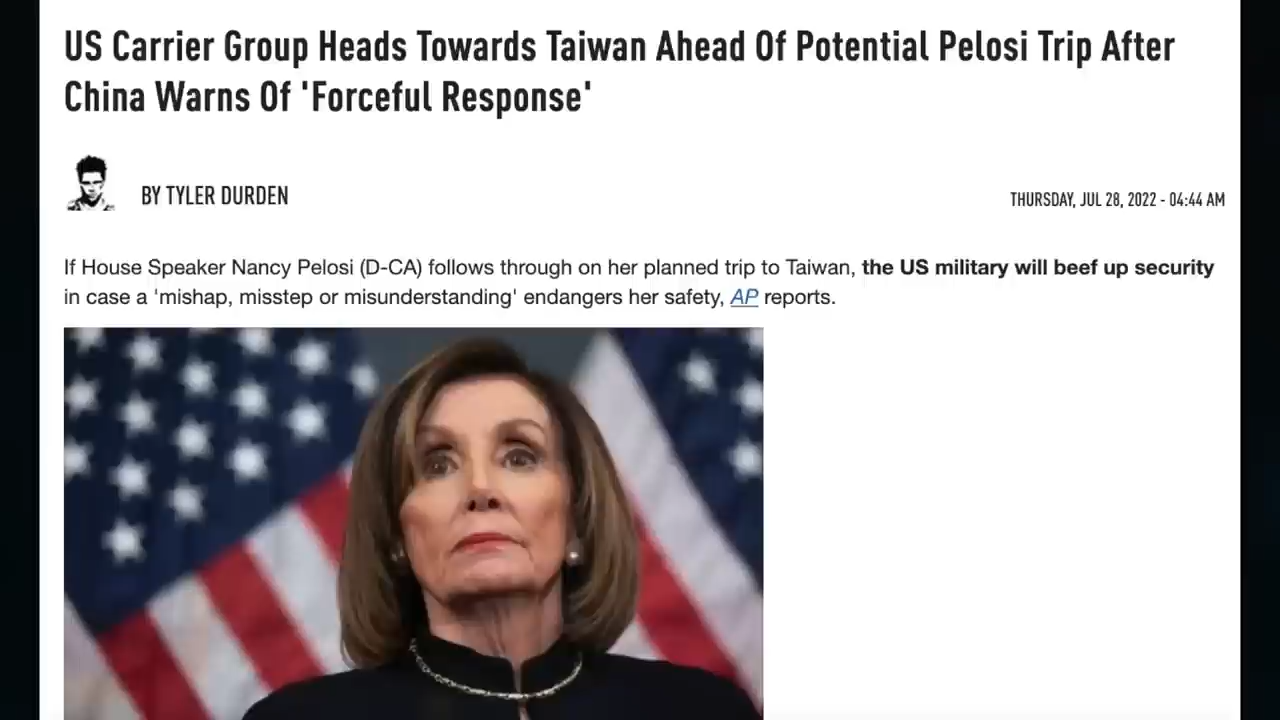 US Carrier Group Heads Towards Taiwan Ahead Of Potential Pelosi Trip After
China Warns Of 'Forceful Response'
BY TYLER DURDEN
THURSDAY, JUL 28, 2022 - 04:44 AM
If House Speaker Nancy Pelosi (D-CA) follows through on her planned trip to Taiwan, the US military will beef up security
in case a 'mishap, misstep or misunderstanding' endangers her safety, AP reports.